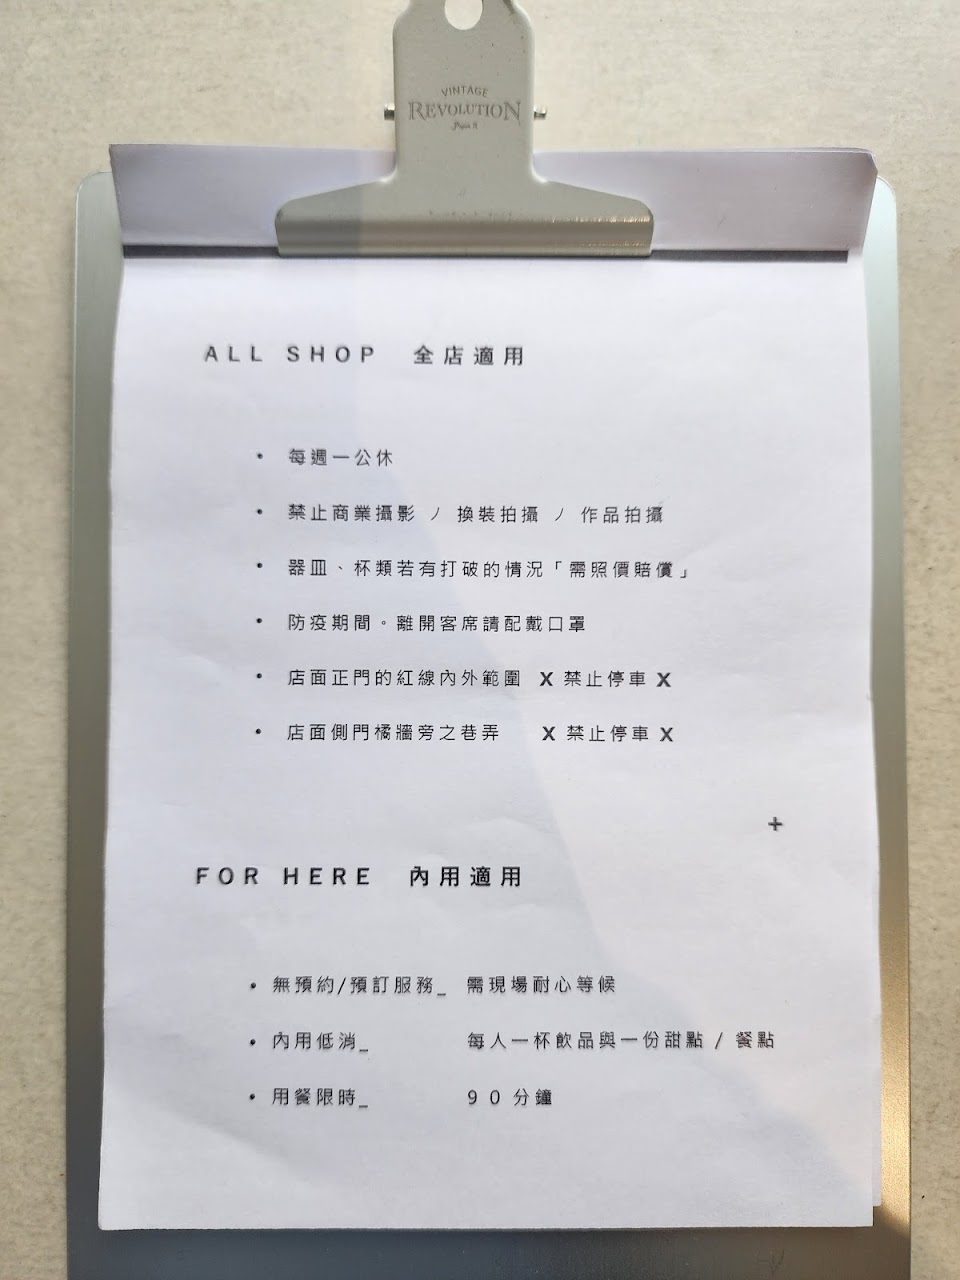 VINTAGE
REVOLUTION
ALL SHOP 全店適用
• 每週一公休
• 禁止商業攝影 / 換裝拍攝 / 作品拍攝
• 器皿、杯類若有打破的情況「需照價賠償」
• 防疫期間。離開客席請配戴口罩
• 店面正門的紅線內外範圍 X 禁止停車 X
• 店面側門橘牆旁之巷弄 X 禁止停車 X
+
FOR HERE 內用適用
• 無預約/預訂服務_ 需現場耐心等候
• 內用低消_ 每人一杯飲品與一份甜點 / 餐點
• 用餐限時_ 90分鐘